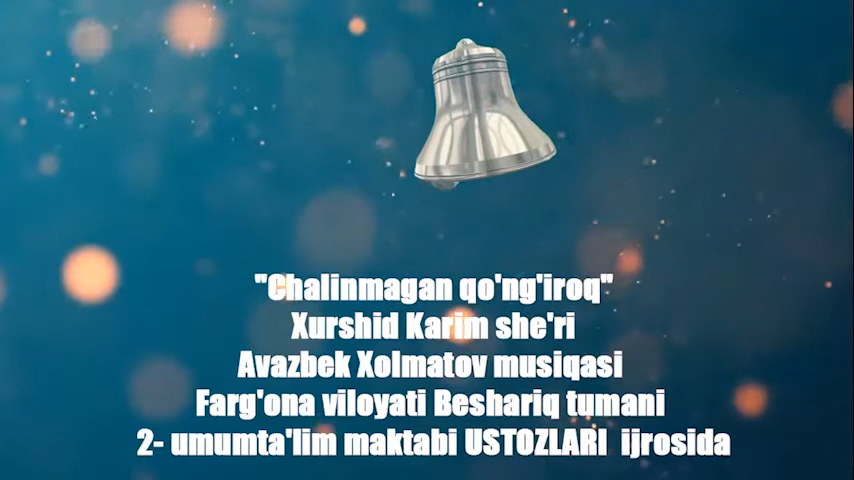 "Chalinmagan qo'ng'iroq"
Xurshid Karim she'ri
Avazbek Xolmatov musiqasi
Farg'ona viloyati Beshariq tumani
2- umumta'lim maktabi USTOZLARI ijrosida